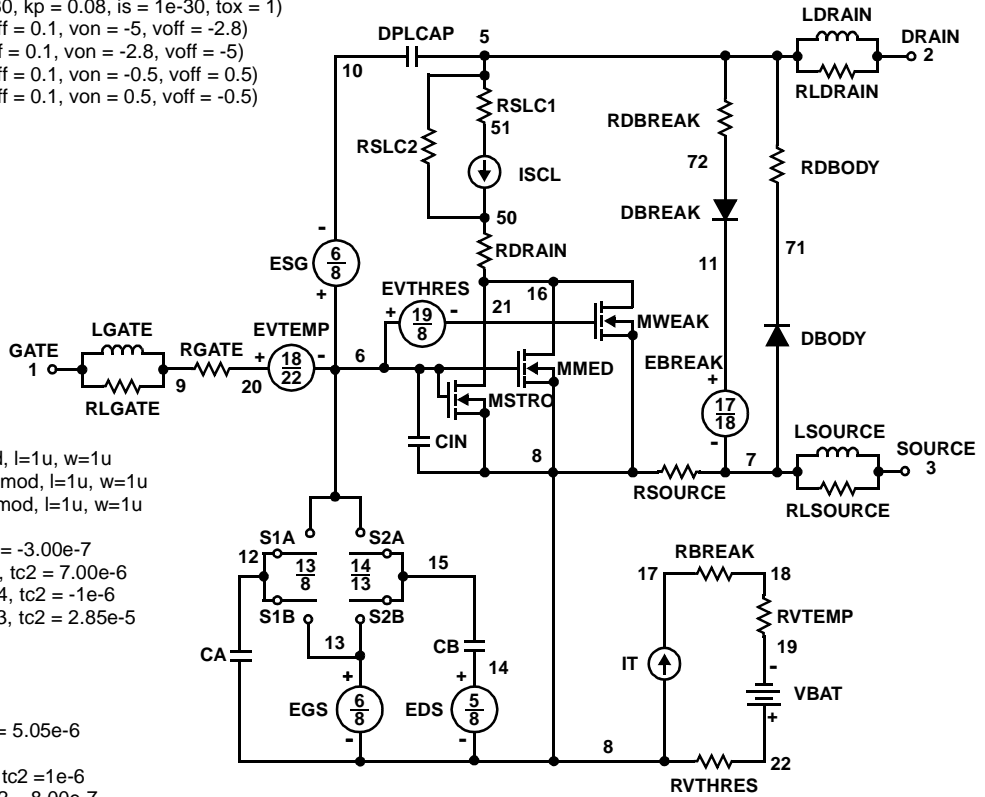 60, kp = 0.08, is = 1e-30, tox = 1)
ff = 0.1, von = -5, voff = -2.8)
f = 0.1, von = -2.8, voff = -5)
ff = 0.1, von = -0.5, voff = 0.5)
ff = 0.1, von = 0.5, voff = -0.5)
LDRAIN
DPLCAP
5
DRAIN
2
10
RLDRAIN
RSLC1
51
RDBREAK
RSLC2
72
ISCL
RDBODY
DBREAK
50
-
RDRAIN
71
ESG
6
8
11
+
EVTHRES
16
21
+
19
8
-
MWEAK
LGATE
EVTEMP
DBODY
GATE
1
RGATE
+
18
22
-
6
MMED
EBREAK
9
20
+
RLGATE
MSTRO
17
18
CIN
-
LSOURCE
SOURCE
3
8
7
RSOURCE
RLSOURCE
d, l=1u, w=1u
mod, l=1u, w=1u
mod, l=1u, w=1u
= -3.00e-7
, tc2 = 7.00e-6
4, tc2 = -1e-6
3, tc2 = 2.85e-5
S1A
S2A
RBREAK
12
13
8
14
13
15
17
18
S1B
S2B
RVTEMP
13
CB
19
CA
IT
-
14
+
+
VBAT
EGS
6
8
EDS
5
8
+
-
-
8
22
RVTHRES
= 5.05e-6
tc2 =1e-6